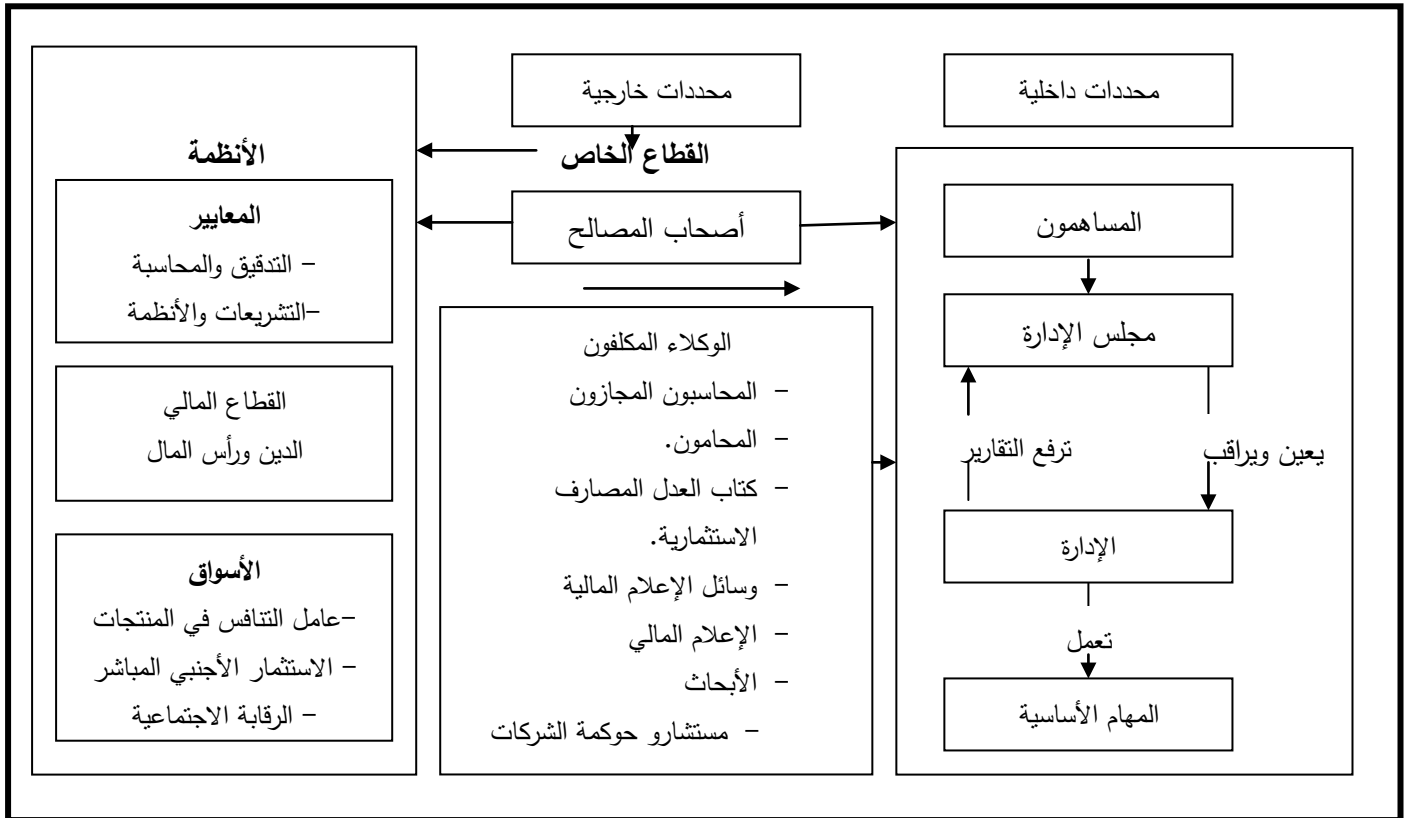 محددات داخلية
المساهمون
مجلس الإدارة
يعين ويراقب
ترفع التقارير
الإدارة
تعمل
المهام الأساسية
محددات خارجية
القطاع الخاص
أصحاب المصالح
الوكلاء المكلفون
- المحاسبون المجازون
- المحامون.
- كتاب العدل المصارف
الاستثمارية.
- وسائل الإعلام المالية
- الإعلام المالي
- الأبحاث
- مستشارو حوكمة الشركات
الأنظمة
المعايير
- التدقيق والمحاسبة
-التشريعات والأنظمة
القطاع المالي
الدين ورأس المال
الأسواق
-عامل التنافس في المنتجات
- الاستثمار الأجنبي المباشر
- الرقابة الاجتماعية